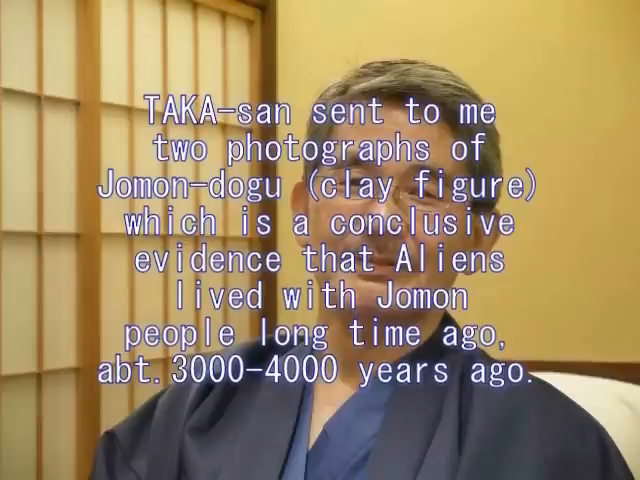 TAKA-san sent to me
two photographs of
Jomon-dogu (clay figure)
which is a conclusive
evidence that Aliens
lived with Jomon
people long time ago,
abt.3000-4000 years ago.